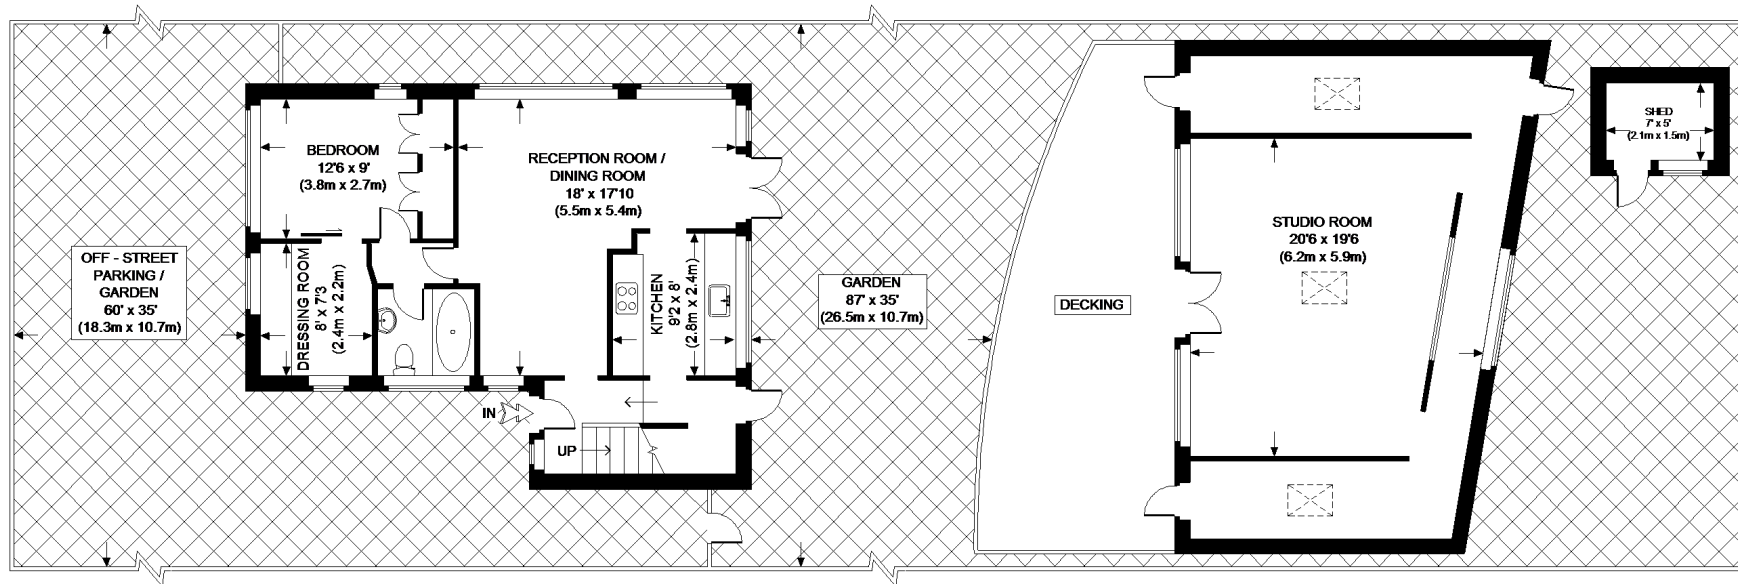 OFF - STREET
PARKING /
GARDEN
60' x 35'
(18.3m x 10.7m)
BEDROOM
12'6 x 9'
(3.8m x 2.7m)
DRESSING ROOM
8' x 7'3
(2.4m x 2.2m)
RECEPTION ROOM /
DINING ROOM
18' x 17'10
(5.5m x 5.4m)
KITCHEN
9'2 x 8'
(2.8m x 2.4m)
IN
UP
GARDEN
87' x 35'
(26.5m x 10.7m)
DECKING
STUDIO ROOM
20'6 x 19'6
(6.2m x 5.9m)
SHED
7' x 5'
(2.1m x 1.5m)